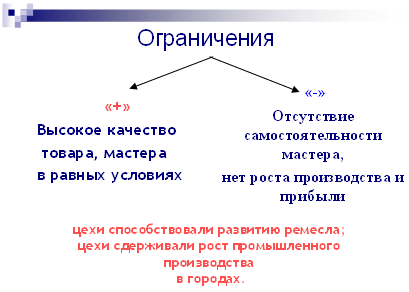 Ограничения
«+»
Высокое качество
товара, мастера
в равных условиях
«-»
Отсутствие
самостоятельности
мастера,
нет роста производства и
прибыли
цехи способствовали развитию ремесла;
цехи сдерживали рост промышленного
производства
в городах.